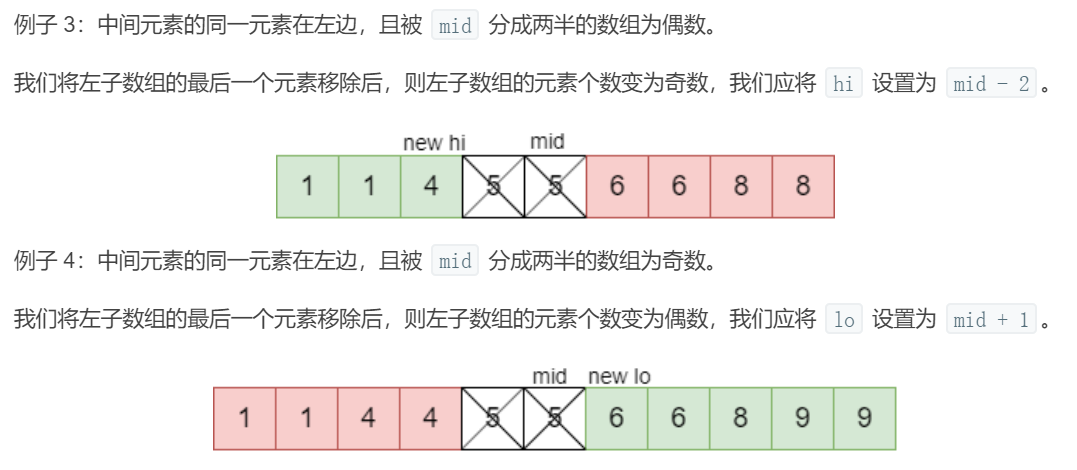 例子 3：中间元素的同一元素在左边，且被 mid 分成两半的数组为偶数。
我们将左子数组的最后一个元素移除后，则左子数组的元素个数变为奇数，我们应将 hi 设置为 mid - 2 。
new hi mid
1 1 4 5 5 6 6 8 8
例子 4：中间元素的同一元素在左边，且被 mid 分成两半的数组为奇数。
我们将左子数组的最后一个元素移除后，则左子数组的元素个数变为偶数，我们应将 lo 设置为 mid + 1 。
mid new lo
1 1 4 4 5 5 6 6 8 9 9